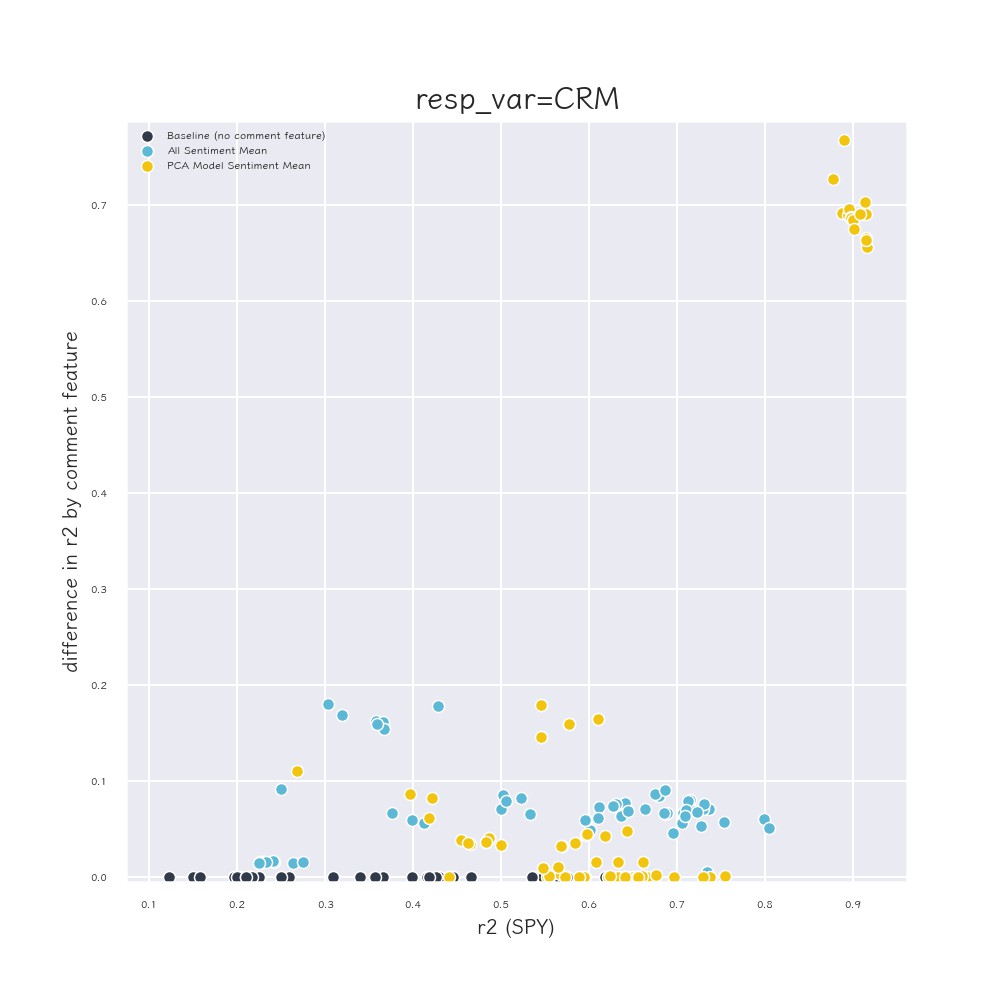 resp_var=CRM
Baseline (no comment feature)
All Sentiment Mean
PCA Model Sentiment Mean
difference in r2 by comment feature
0.7
0.6
0.5
0.4
0.3
0.2
0.1
0.0
0.1 0.2 0.3 0.4 0.5 0.6 0.7 0.8 0.9
r2 (SPY)